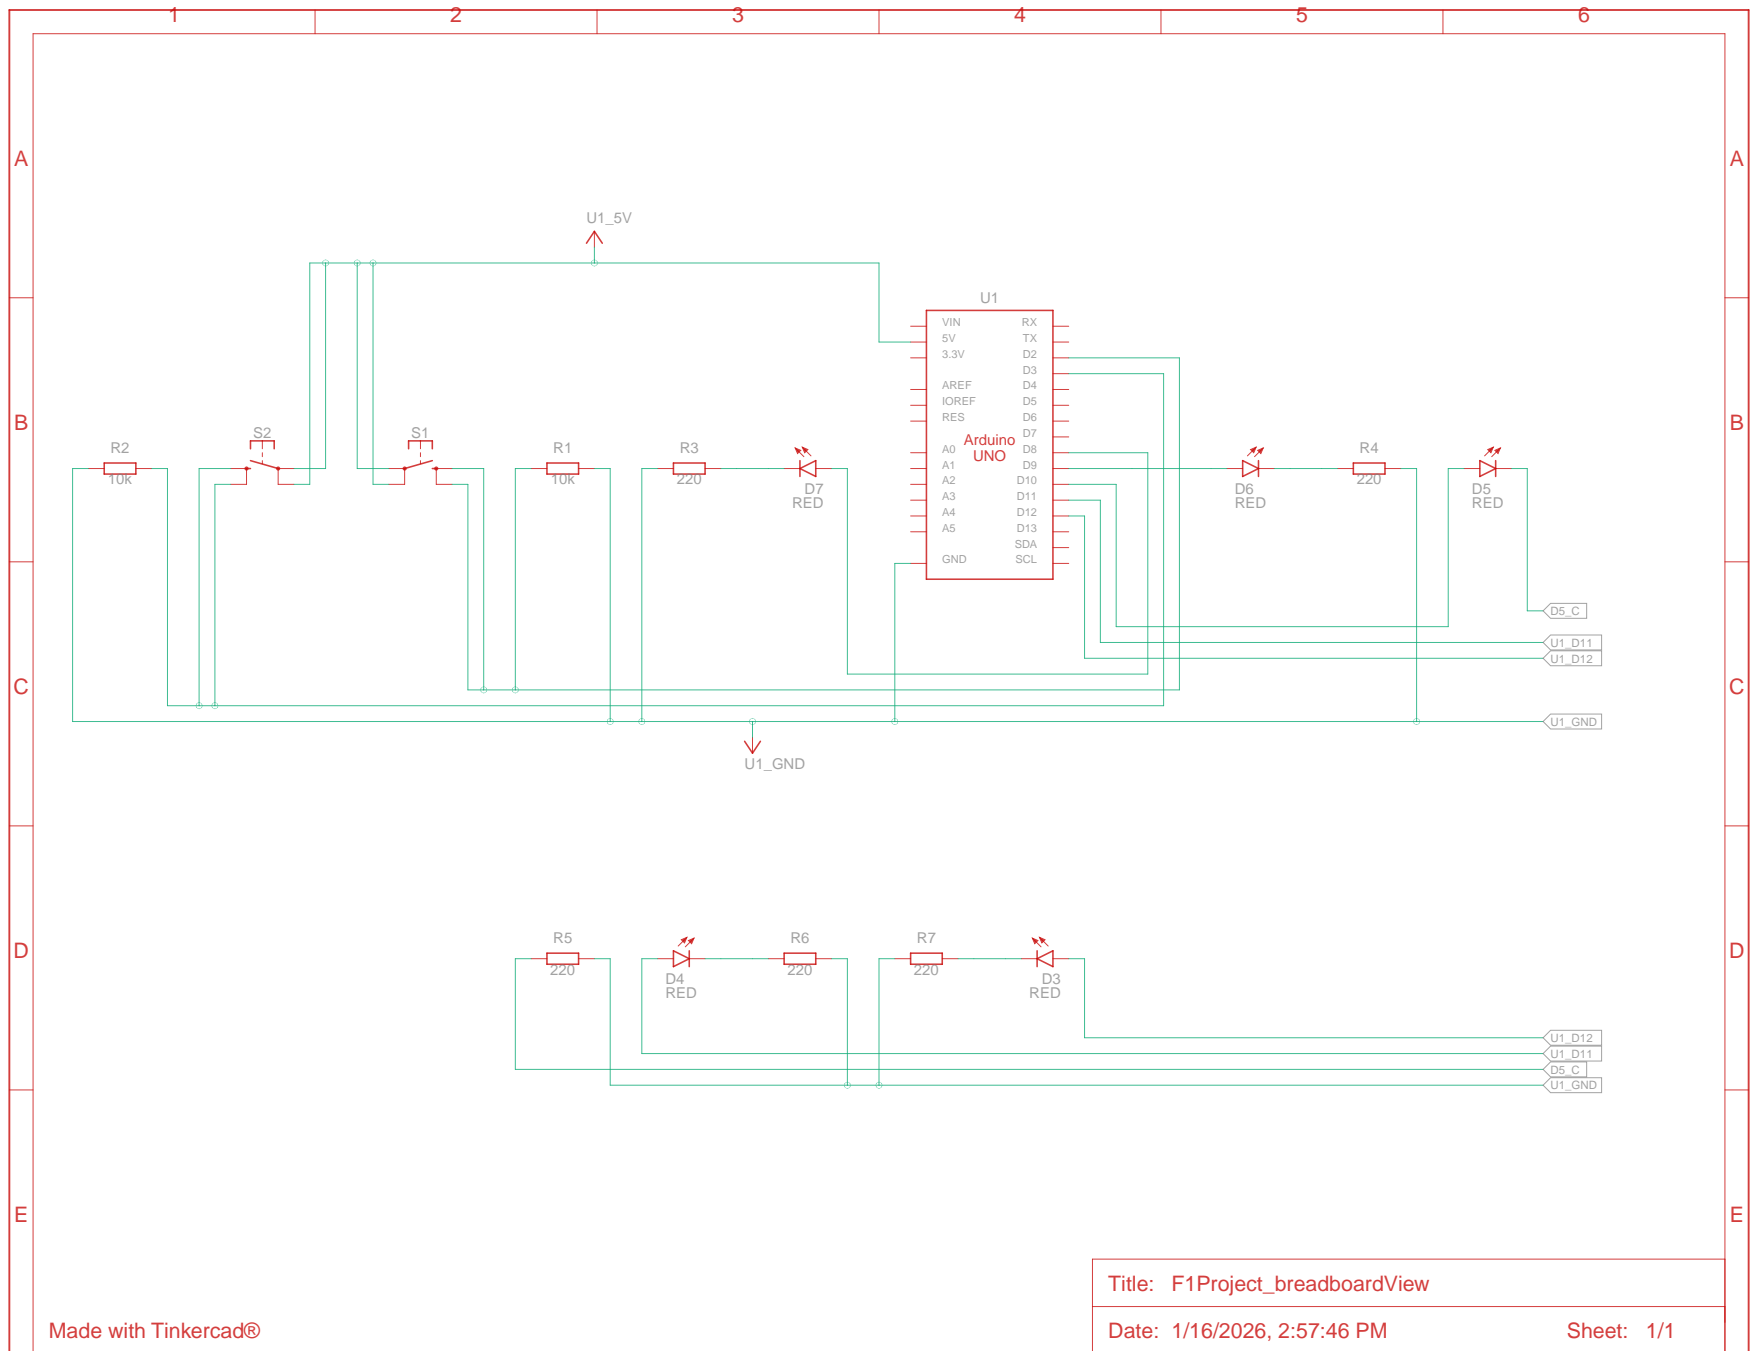 1 2 3 4 5 6
A A
U1_5V
U1
VIN RX
5V TX
3.3V D2
D3
AREF D4
IOREF D5
RES D6
D7
Arduino
UNO
A0 D8
A1 D9
A2 D10
A3 D11
A4 D12
A5 D13
SDA
GND SCL
B B
R2
10k
S2
S1
R1
10k
R3
220
D7
RED
D6
RED
R4
220
D5
RED
D5_C
U1_D11
U1_D12
C C
U1_GND
U1_GND
D D
R5
220
D4
RED
R6
220
R7
220
D3
RED
U1_D12
U1_D11
D5_C
U1_GND
E E
Title: F1Project_breadboardView
Made with Tinkercad®
Date: 1/16/2026, 2:57:46 PM Sheet: 1/1